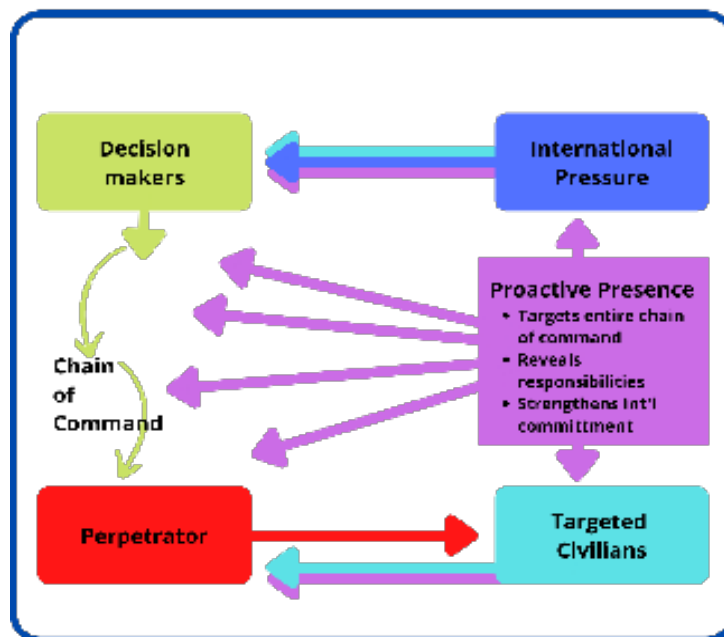 Decision
makers
International
Pressure
Proactive Presence
• Targets entire chain
of command
• Reveals
responsibilities
• Strengthens Int'l
committment
Chain
of
Command
Perpetrator
Targeted
Civilians